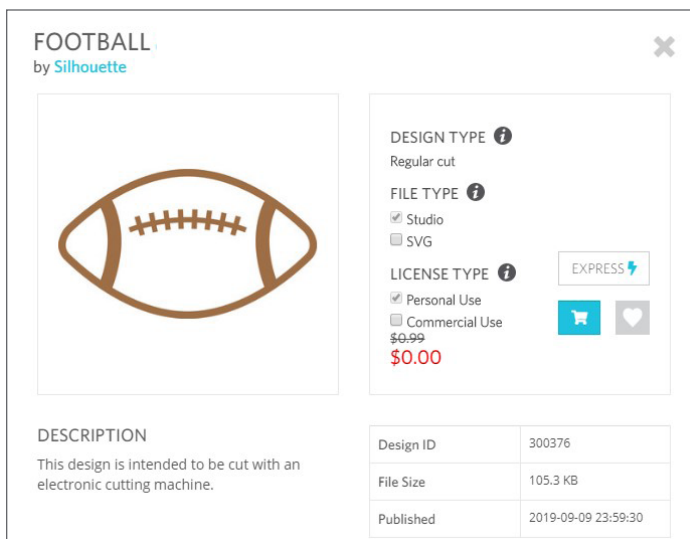 FOOTBALL
by Silhouette
DESIGN TYPE
Regular cut
FILE TYPE
Studio
SVG
LICENSE TYPE
Personal Use
Commercial Use
$0.99
$0.00
EXPRESS
DESCRIPTION
This design is intended to be cut with an
electronic cutting machine.
Design ID 300376
File Size 105.3 KB
Published 2019-09-09 23:59:30